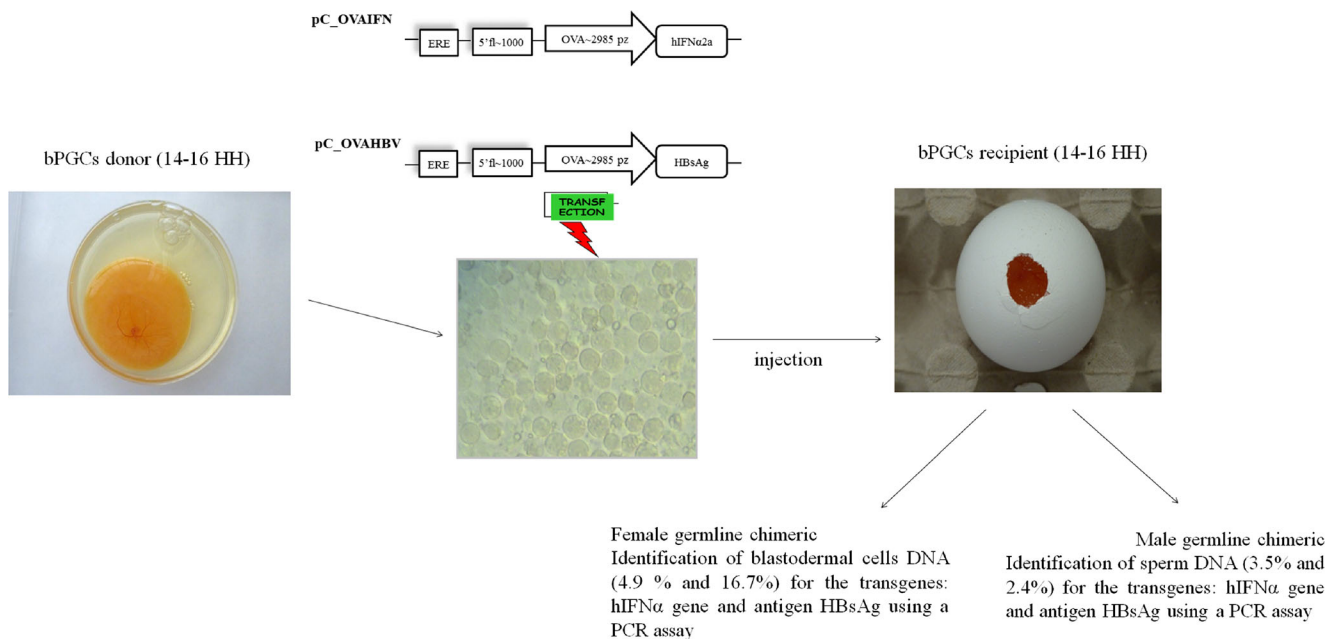 pC_OVAIFN
ERE
5'fl~1000
OVA~2985 pz
hIFNα2a
pC_OVAHBV
ERE
5'fl~1000
OVA~2985 pz
HBsAg
bPGCs donor (14-16 HH)
bPGCs recipient (14-16 HH)
TRANSF
ECTION
injection
Female germline chimeric
Identification of blastodermal cells DNA
(4.9 % and 16.7%) for the transgenes:
hIFNα gene and antigen HBsAg using a
PCR assay
Male germline chimeric
Identification of sperm DNA (3.5% and
2.4%) for the transgenes: hIFNα gene
and antigen HBsAg using a PCR assay